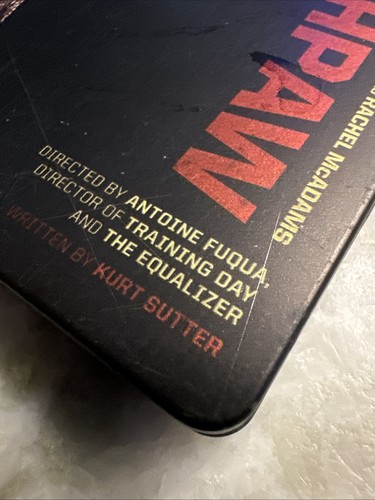 HPAW
RACHEL MCADAMS
DIRECTED BY ANTOINE FUQUA,
DIRECTOR OF TRAINING DAY
AND THE EQUALIZER
WRITTEN BY KURT SUTTER